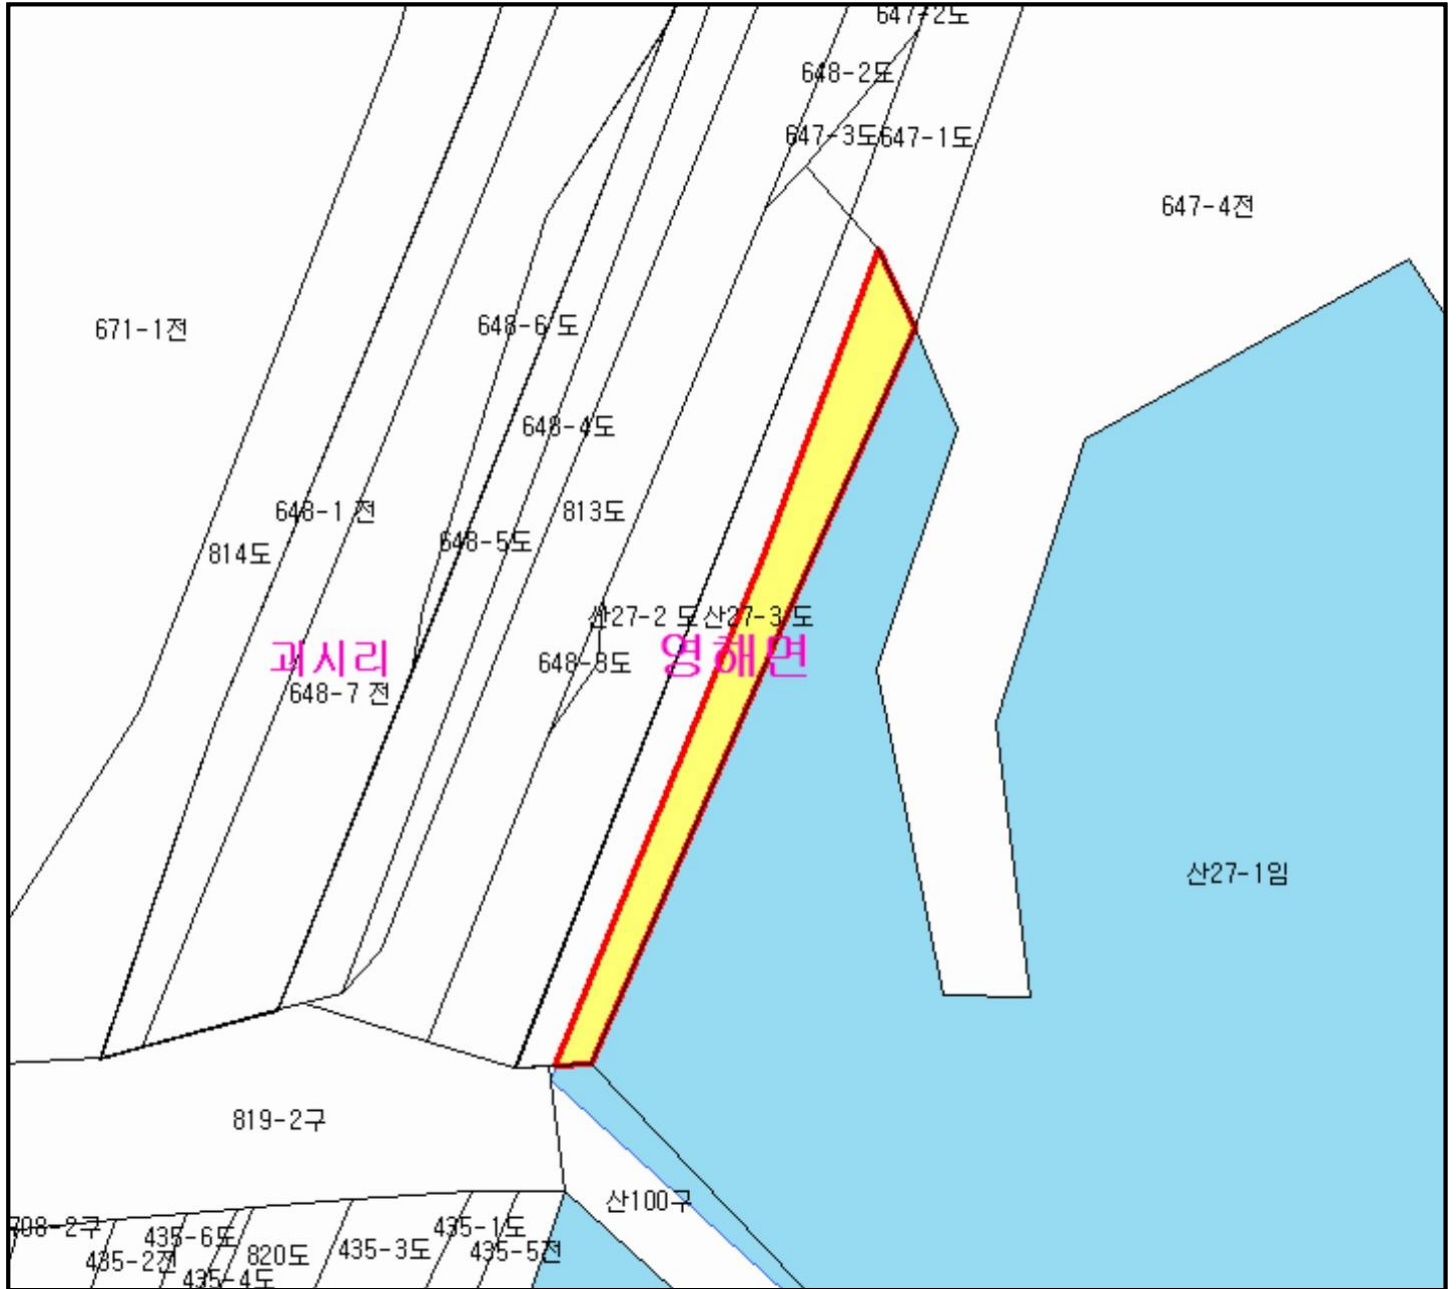 647-2도
648-2도
647-3도
647-1도
647-4전
671-1전
648-6 도
648-4도
648-1 전
813도
648-5도
814도
산27-2 도
산27-3 도
괴시리
영해면
648-8도
648-7 전
산27-1임
819-2구
산100구
708-2구
435-6도
435-1도
435-2전
820도
435-3도
435-5전
435-4도